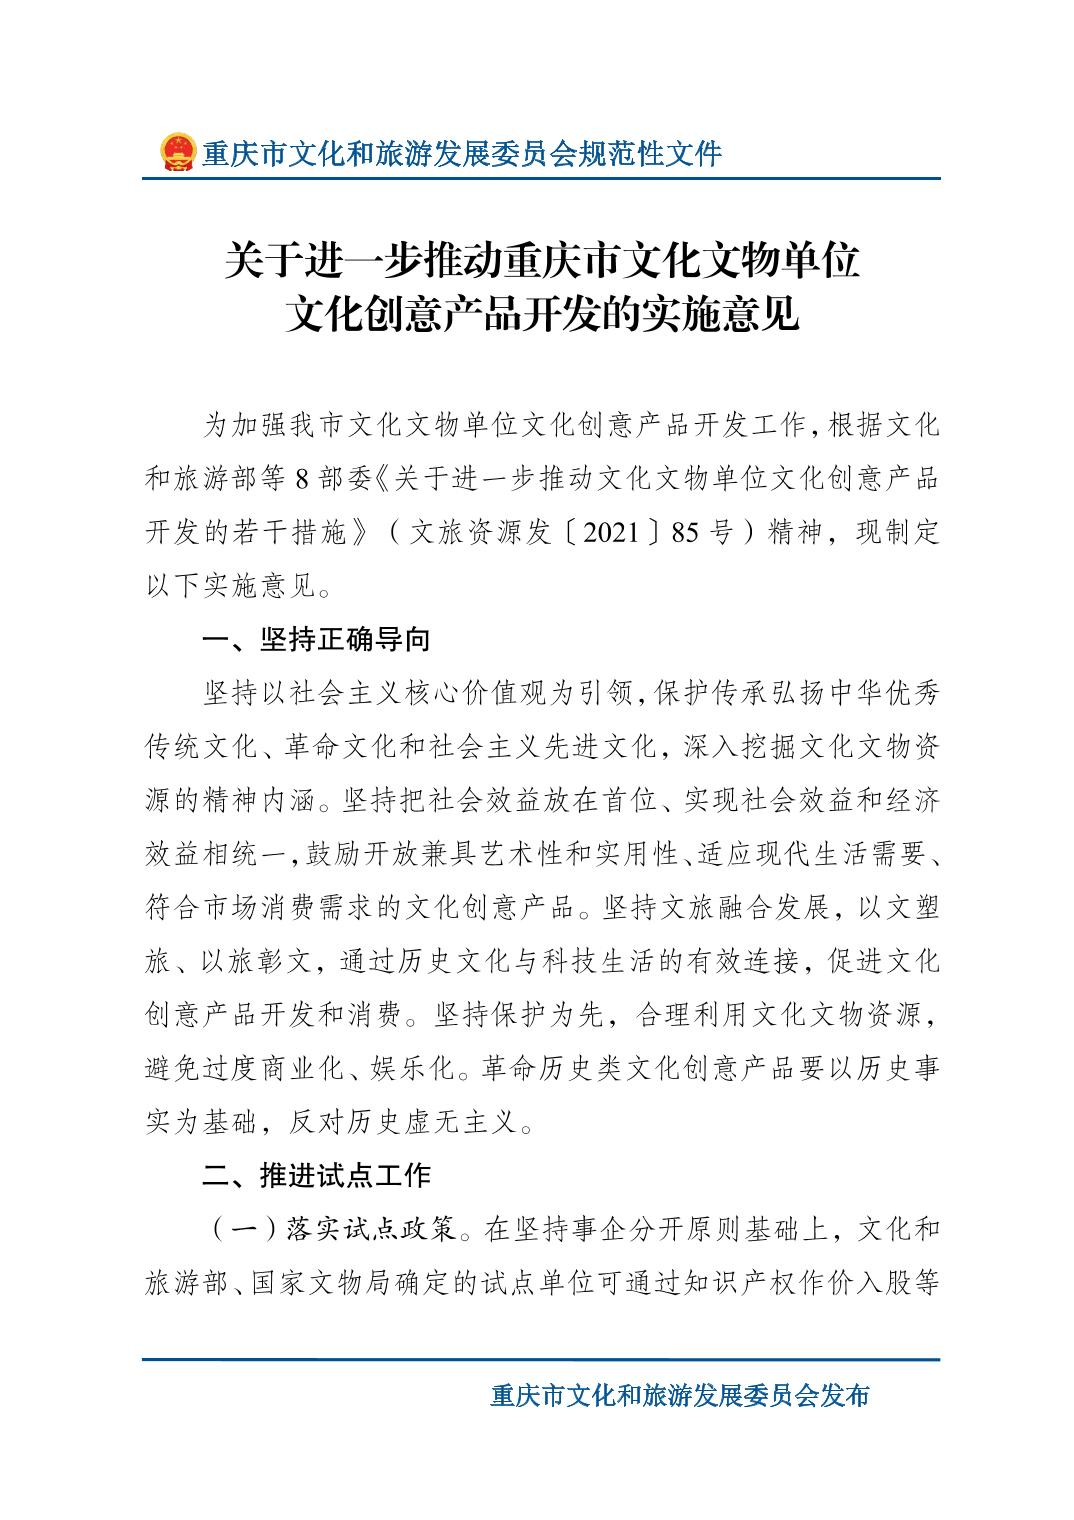 重庆市文化和旅游发展委员会规范性文件
关于进一步推动重庆市文化文物单位
文化创意产品开发的实施意见
为加强我市文化文物单位文化创意产品开发工作，根据文化
和旅游部等8部委《关于进一步推动文化文物单位文化创意产品
开发的若干措施》（文旅资源发〔2021〕85号）精神，现制定
以下实施意见。
一、坚持正确导向
坚持以社会主义核心价值观为引领，保护传承弘扬中华优秀
传统文化、革命文化和社会主义先进文化，深入挖掘文化文物资
源的精神内涵。坚持把社会效益放在首位、实现社会效益和经济
效益相统一，鼓励开放兼具艺术性和实用性、适应现代生活需要、
符合市场消费需求的文化创意产品。坚持文旅融合发展，以文塑
旅、以旅彰文，通过历史文化与科技生活的有效连接，促进文化
创意产品开发和消费。坚持保护为先，合理利用文化文物资源，
避免过度商业化、娱乐化。革命历史类文化创意产品要以历史事
实为基础，反对历史虚无主义。
二、推进试点工作
（一）落实试点政策。在坚持事企分开原则基础上，文化和
旅游部、国家文物局确定的试点单位可通过知识产权作价入股等
重庆市文化和旅游发展委员会发布